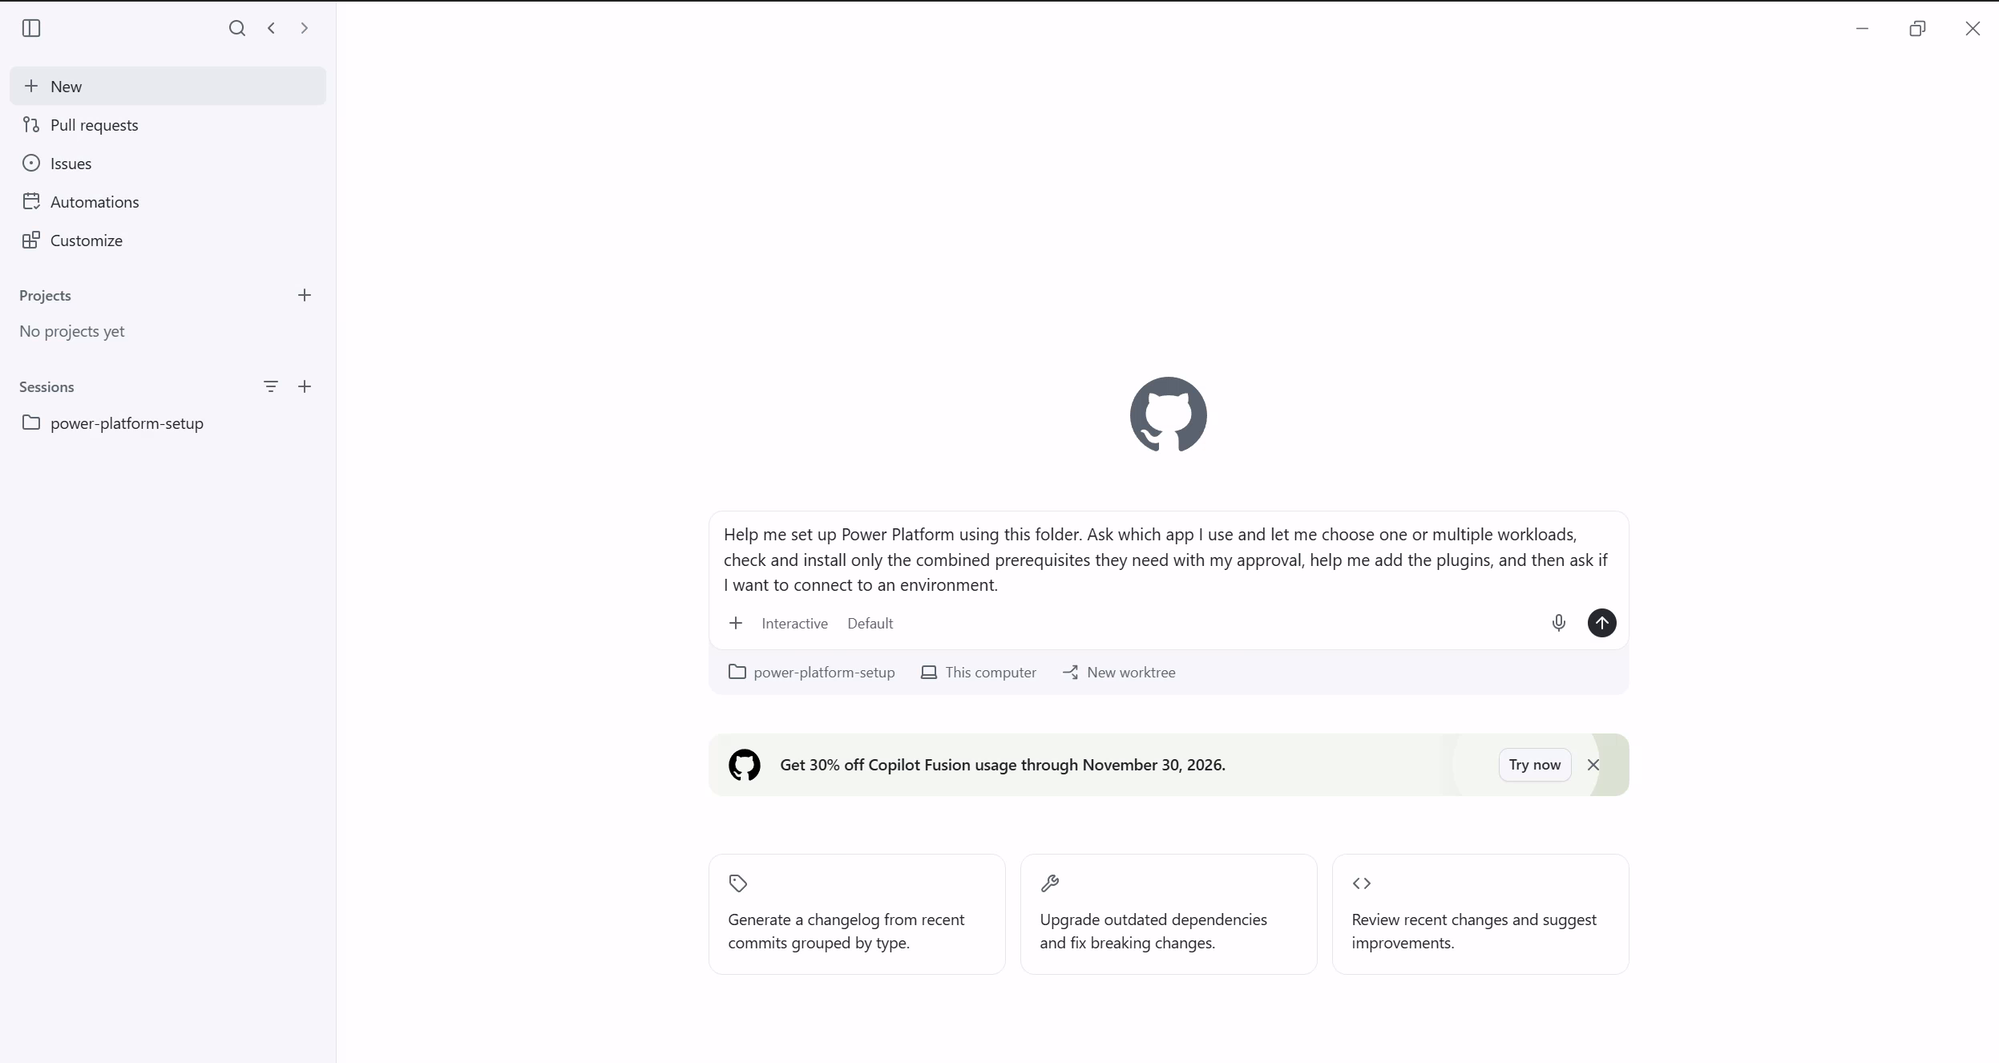 New
Pull requests
Issues
Automations
Customize
Projects
No projects yet
Sessions
power-platform-setup
Help me set up Power Platform using this folder. Ask which app I use and let me choose one or multiple workloads,
check and install only the combined prerequisites they need with my approval, help me add the plugins, and then ask if
I want to connect to an environment.
Interactive Default
power-platform-setup This computer New worktree
Get 30% off Copilot Fusion usage through November 30, 2026. Try now
Generate a changelog from recent
commits grouped by type.
Upgrade outdated dependencies
and fix breaking changes.
Review recent changes and suggest
improvements.